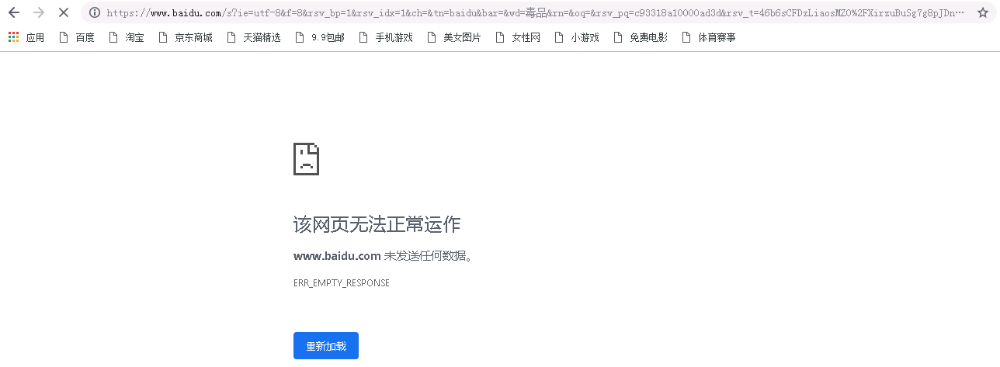 https://www.baidu.com/s?ie=utf-8&f=8&rsv_bp=1&rsv_idx=1&ch=&tn=baidu&bar=&wd=毒品&rn=&oq=&rsv_pq=c93318a10000ad3d&rsv_t=46b6sCFDzLiaosMZO%2FXirzuBuSg7g8pJDn…
应用 百度 淘宝 京东商城 天猫精选 9.9包邮 手机游戏 美女图片 女性网 小游戏 免费电影 体育赛事
该网页无法正常运作
www.baidu.com 未发送任何数据。
ERR_EMPTY_RESPONSE
重新加载